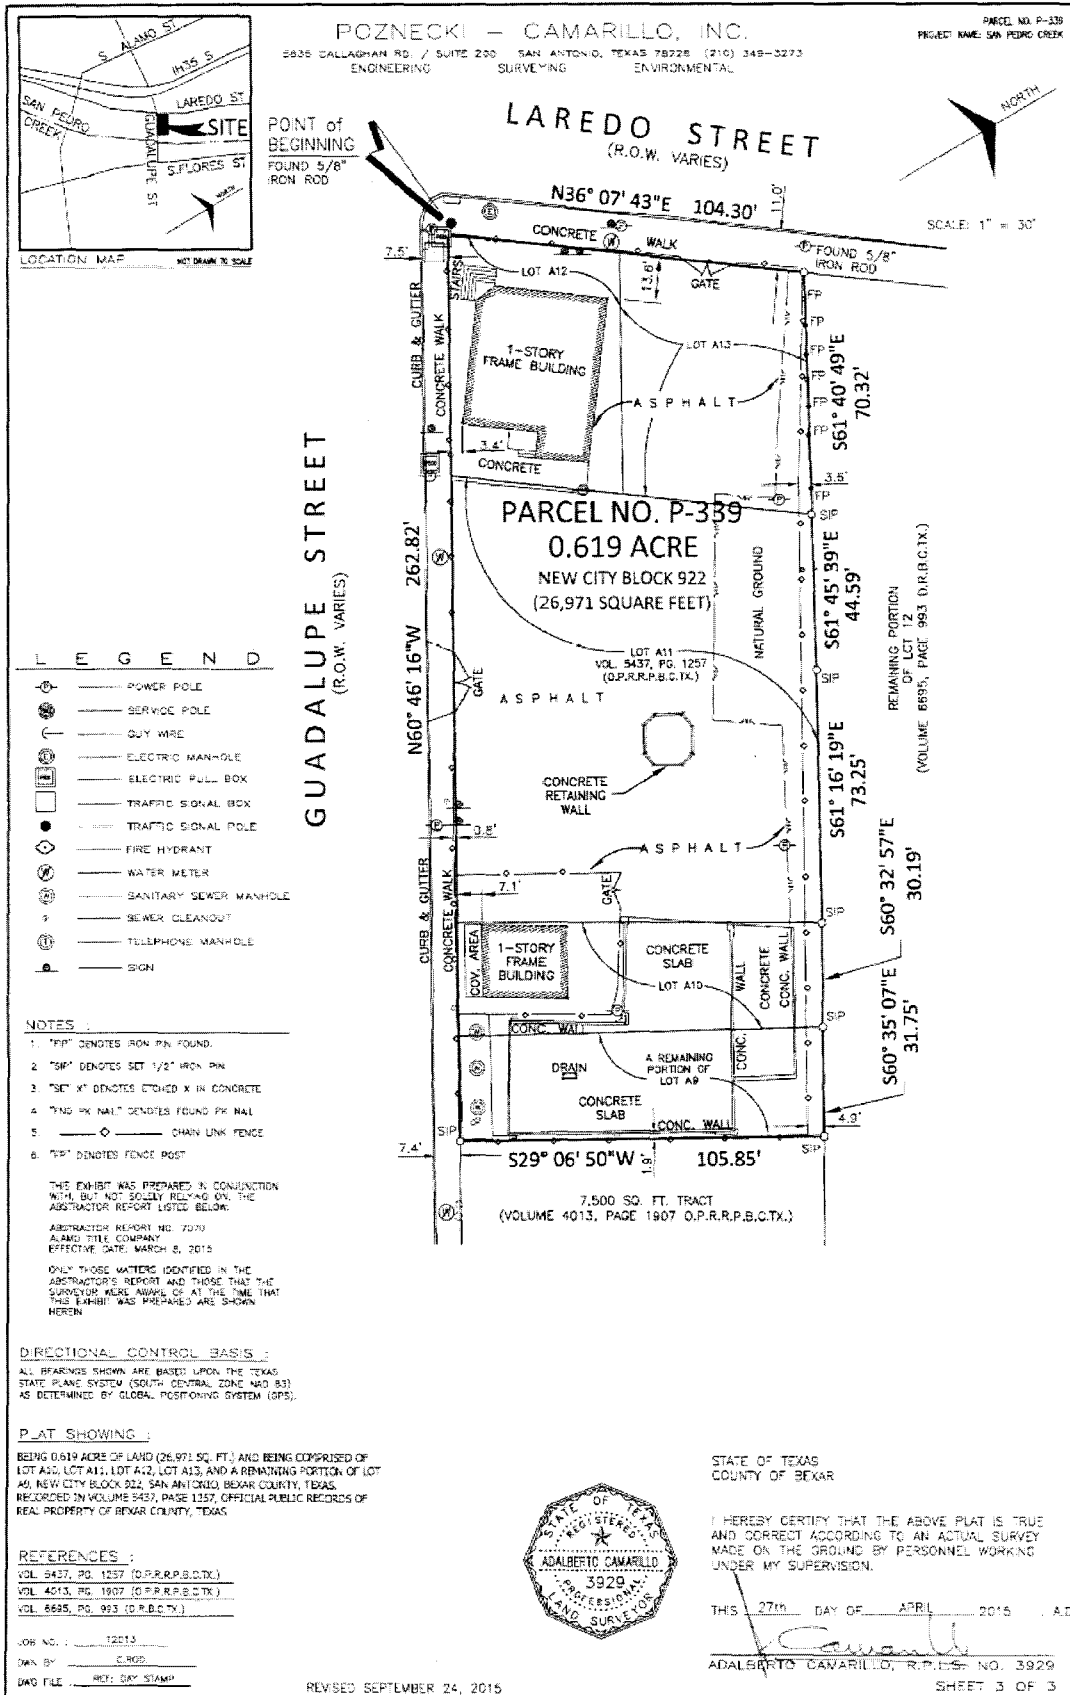 POZNECKI – CAMARILLO, INC.
5835 CALLAGHAN RD. / SUITE 200 SAN ANTONIO, TEXAS 78228 (210) 349-3273
ENGINEERING SURVEYING ENVIRONMENTAL
PARCEL NO. P-339
PROJECT NAME: SAN PEDRO CREEK
S ALAMO ST.
IH35 S
LAREDO ST
SAN PEDRO
CREEK
SITE
GUADALUPE ST
S.FLORES ST
NORTH
LOCATION MAP
NOT DRAWN TO SCALE
POINT of
BEGINNING
FOUND 5/8"
IRON ROD
LAREDO STREET
(R.O.W. VARIES)
NORTH
SCALE: 1" = 30'
N36° 07' 43"E 104.30'
11.0'
CONCRETE WALK
FOUND 5/8"
IRON ROD
7.5'
STAIRS
LOT A12
13.6'
GATE
CURB & GUTTER
CONCRETE WALK
1-STORY
FRAME BUILDING
LOT A13
ASPHALT
FP
FP
FP
FP
FP
FP
FP
S61° 40' 49"E
70.32'
3.4'
CONCRETE
3.5'
SIP
GUADALUPE STREET
(R.O.W. VARIES)
N60° 46' 16"W 262.82'
PARCEL NO. P-339
0.619 ACRE
NEW CITY BLOCK 922
(26,971 SQUARE FEET)
NATURAL GROUND
S61° 45' 39"E
44.59'
REMAINING PORTION
OF LOT 12
(VOLUME 6695, PAGE 993 D.R.B.C.TX.)
LOT A11
VOL. 5437, PG. 1257
(O.P.R.R.P.B.C.TX.)
SIP
GATE
ASPHALT
CONCRETE
RETAINING
WALL
S61° 16' 19"E
73.25'
0.8'
ASPHALT
CURB & GUTTER
CONCRETE WALK
7.1'
GATE
SIP
S60° 32' 57"E
30.19'
COV. AREA
1-STORY
FRAME
BUILDING
CONCRETE
SLAB
LOT A10
WALL
CONCRETE
CONC. WALL
CONC. WALL
SIP
S60° 35' 07"E
31.75'
DRAIN
A REMAINING
PORTION OF
LOT A9
CONC.
WALL
CONCRETE
SLAB
CONC. WALL
SIP
SIP
4.9'
7.4'
S29° 06' 50"W 105.85'
1.9'
7,500 SQ. FT. TRACT
(VOLUME 4013, PAGE 1907 O.P.R.R.P.B.C.TX.)
LEGEND
POWER POLE
SERVICE POLE
GUY WIRE
ELECTRIC MANHOLE
ELECTRIC PULL BOX
TRAFFIC SIGNAL BOX
TRAFFIC SIGNAL POLE
FIRE HYDRANT
WATER METER
SANITARY SEWER MANHOLE
SEWER CLEANOUT
TELEPHONE MANHOLE
SIGN
NOTES :
1. "FIP" DENOTES IRON PIN FOUND.
2 "SIP" DENOTES SET 1/2" IRON PIN
3. "SET X" DENOTES ETCHED X IN CONCRETE
4 "FND PK NAIL" DENOTES FOUND PK NAIL
5. CHAIN LINK FENCE
6. "FP" DENOTES FENCE POST
THIS EXHIBIT WAS PREPARED IN CONJUNCTION
WITH, BUT NOT SOLELY RELYING ON, THE
ABSTRACTOR REPORT LISTED BELOW:
ABSTRACTOR REPORT NO. 7070
ALAMO TITLE COMPANY
EFFECTIVE DATE: MARCH 8, 2015
ONLY THOSE MATTERS IDENTIFIED IN THE
ABSTRACTOR'S REPORT AND THOSE THAT THE
SURVEYOR WERE AWARE OF AT THE TIME THAT
THIS EXHIBIT WAS PREPARED ARE SHOWN
HEREIN
DIRECTIONAL CONTROL BASIS :
ALL BEARINGS SHOWN ARE BASED UPON THE TEXAS
STATE PLANE SYSTEM (SOUTH CENTRAL ZONE NAD 83)
AS DETERMINED BY GLOBAL POSITIONING SYSTEM (GPS).
PLAT SHOWING :
BEING 0.619 ACRE OF LAND (26,971 SQ. FT.) AND BEING COMPRISED OF
LOT A10, LOT A11, LOT A12, LOT A13, AND A REMAINING PORTION OF LOT
A9, NEW CITY BLOCK 922, SAN ANTONIO, BEXAR COUNTY, TEXAS,
RECORDED IN VOLUME 5437, PAGE 1257, OFFICIAL PUBLIC RECORDS OF
REAL PROPERTY OF BEXAR COUNTY, TEXAS
REFERENCES :
VOL. 5437, PG. 1257 (O.P.R.R.P.B.C.TX.)
VOL. 4013, PG. 1907 (O.P.R.R.P.B.C.TX.)
VOL. 6695, PG. 993 (D.R.B.C.TX.)
JOB NO. : 12013
DWN BY C.ROD.
DWG FILE REF: DAY STAMP
REVISED SEPTEMBER 24, 2015
STATE OF TEXAS
REGISTERED
ADALBERTO CAMARILLO
3929
PROFESSIONAL
LAND SURVEYOR
STATE OF TEXAS
COUNTY OF BEXAR
I HEREBY CERTIFY THAT THE ABOVE PLAT IS TRUE
AND CORRECT ACCORDING TO AN ACTUAL SURVEY
MADE ON THE GROUND BY PERSONNEL WORKING
UNDER MY SUPERVISION.
THIS 27th DAY OF APRIL 2015 A.D.
ADALBERTO CAMARILLO, R.P.L.S. NO. 3929
SHEET 3 OF 3